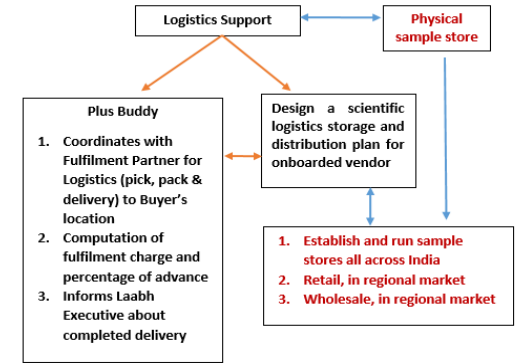 Logistics Support
Physical
sample store
Plus Buddy
1. Coordinates with
Fulfilment Partner for
Logistics (pick, pack &
delivery) to Buyer's
location
2. Computation of
fulfilment charge and
percentage of advance
3. Informs Laabh
Executive about
completed delivery
Design a scientific
logistics storage and
distribution plan for
onboarded vendor
1. Establish and run sample
stores all across India
2. Retail, in regional market
3. Wholesale, in regional market